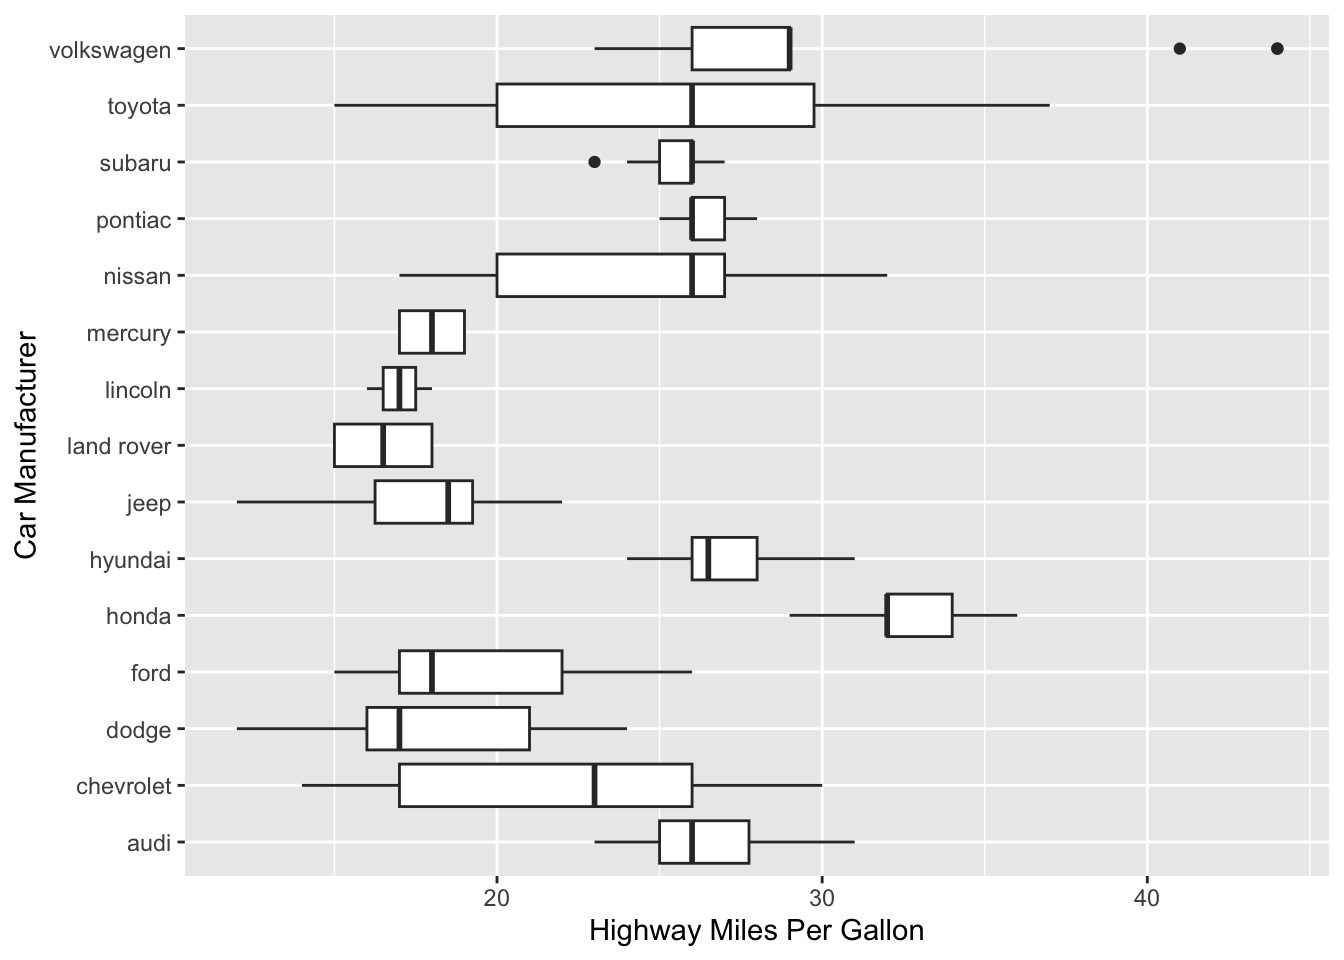 volkswagen
toyota
subaru
pontiac
nissan
mercury
lincoln
land rover
jeep
hyundai
honda
ford
dodge
chevrolet
audi
Car Manufacturer
20 30 40
Highway Miles Per Gallon